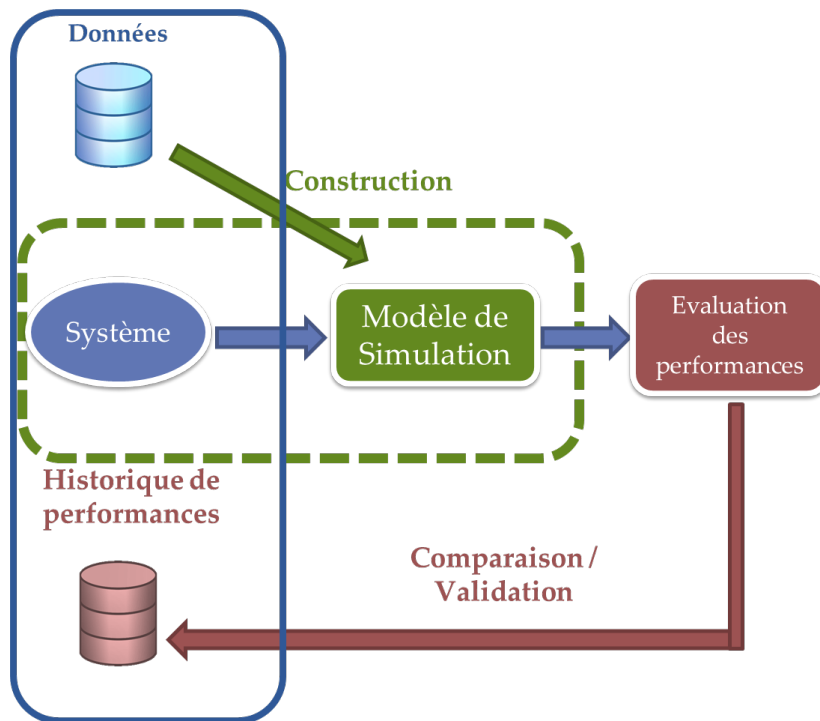 Données
Construction
Système
Modèle de
Simulation
Evaluation
des
performances
Historique de
performances
Comparaison /
Validation